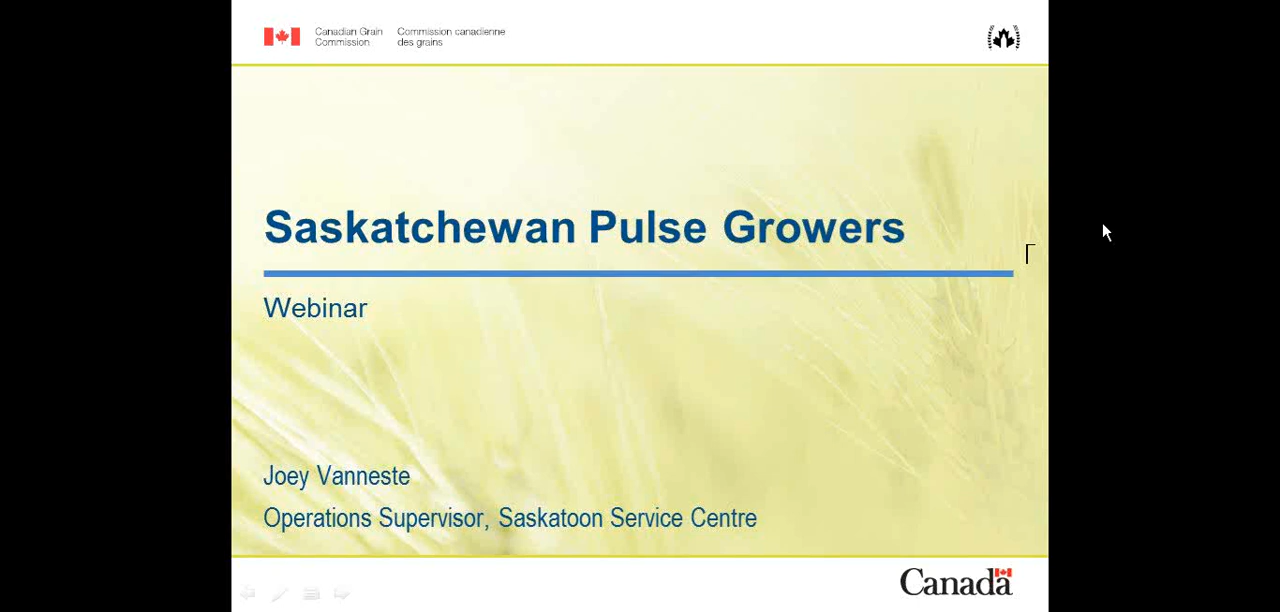 Canadian Grain Commission canadienne
Commission des grains
Saskatchewan Pulse Growers
Webinar
Joey Vanneste
Operations Supervisor, Saskatoon Service Centre
Canada